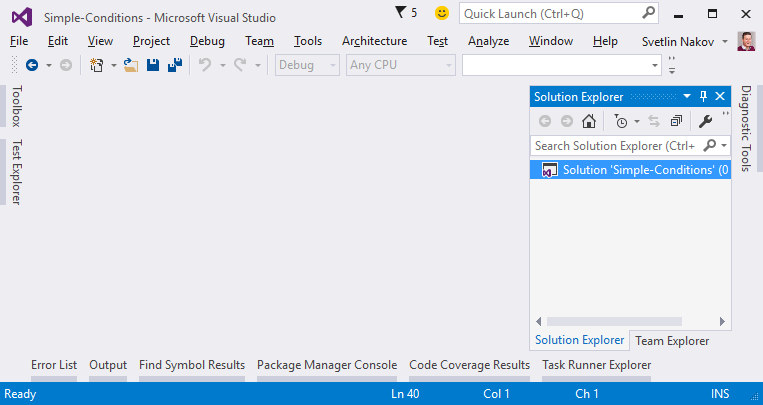 Simple-Conditions - Microsoft Visual Studio
5
Quick Launch (Ctrl+Q)
File Edit View Project Debug Team Tools Architecture Test Analyze Window Help Svetlin Nakov
Debug Any CPU
Toolbox
Test Explorer
Solution Explorer
Search Solution Explorer (Ctrl+
Solution 'Simple-Conditions' (0
Solution Explorer Team Explorer
Diagnostic Tools
Error List Output Find Symbol Results Package Manager Console Code Coverage Results Task Runner Explorer
Ready Ln 40 Col 1 Ch 1 INS